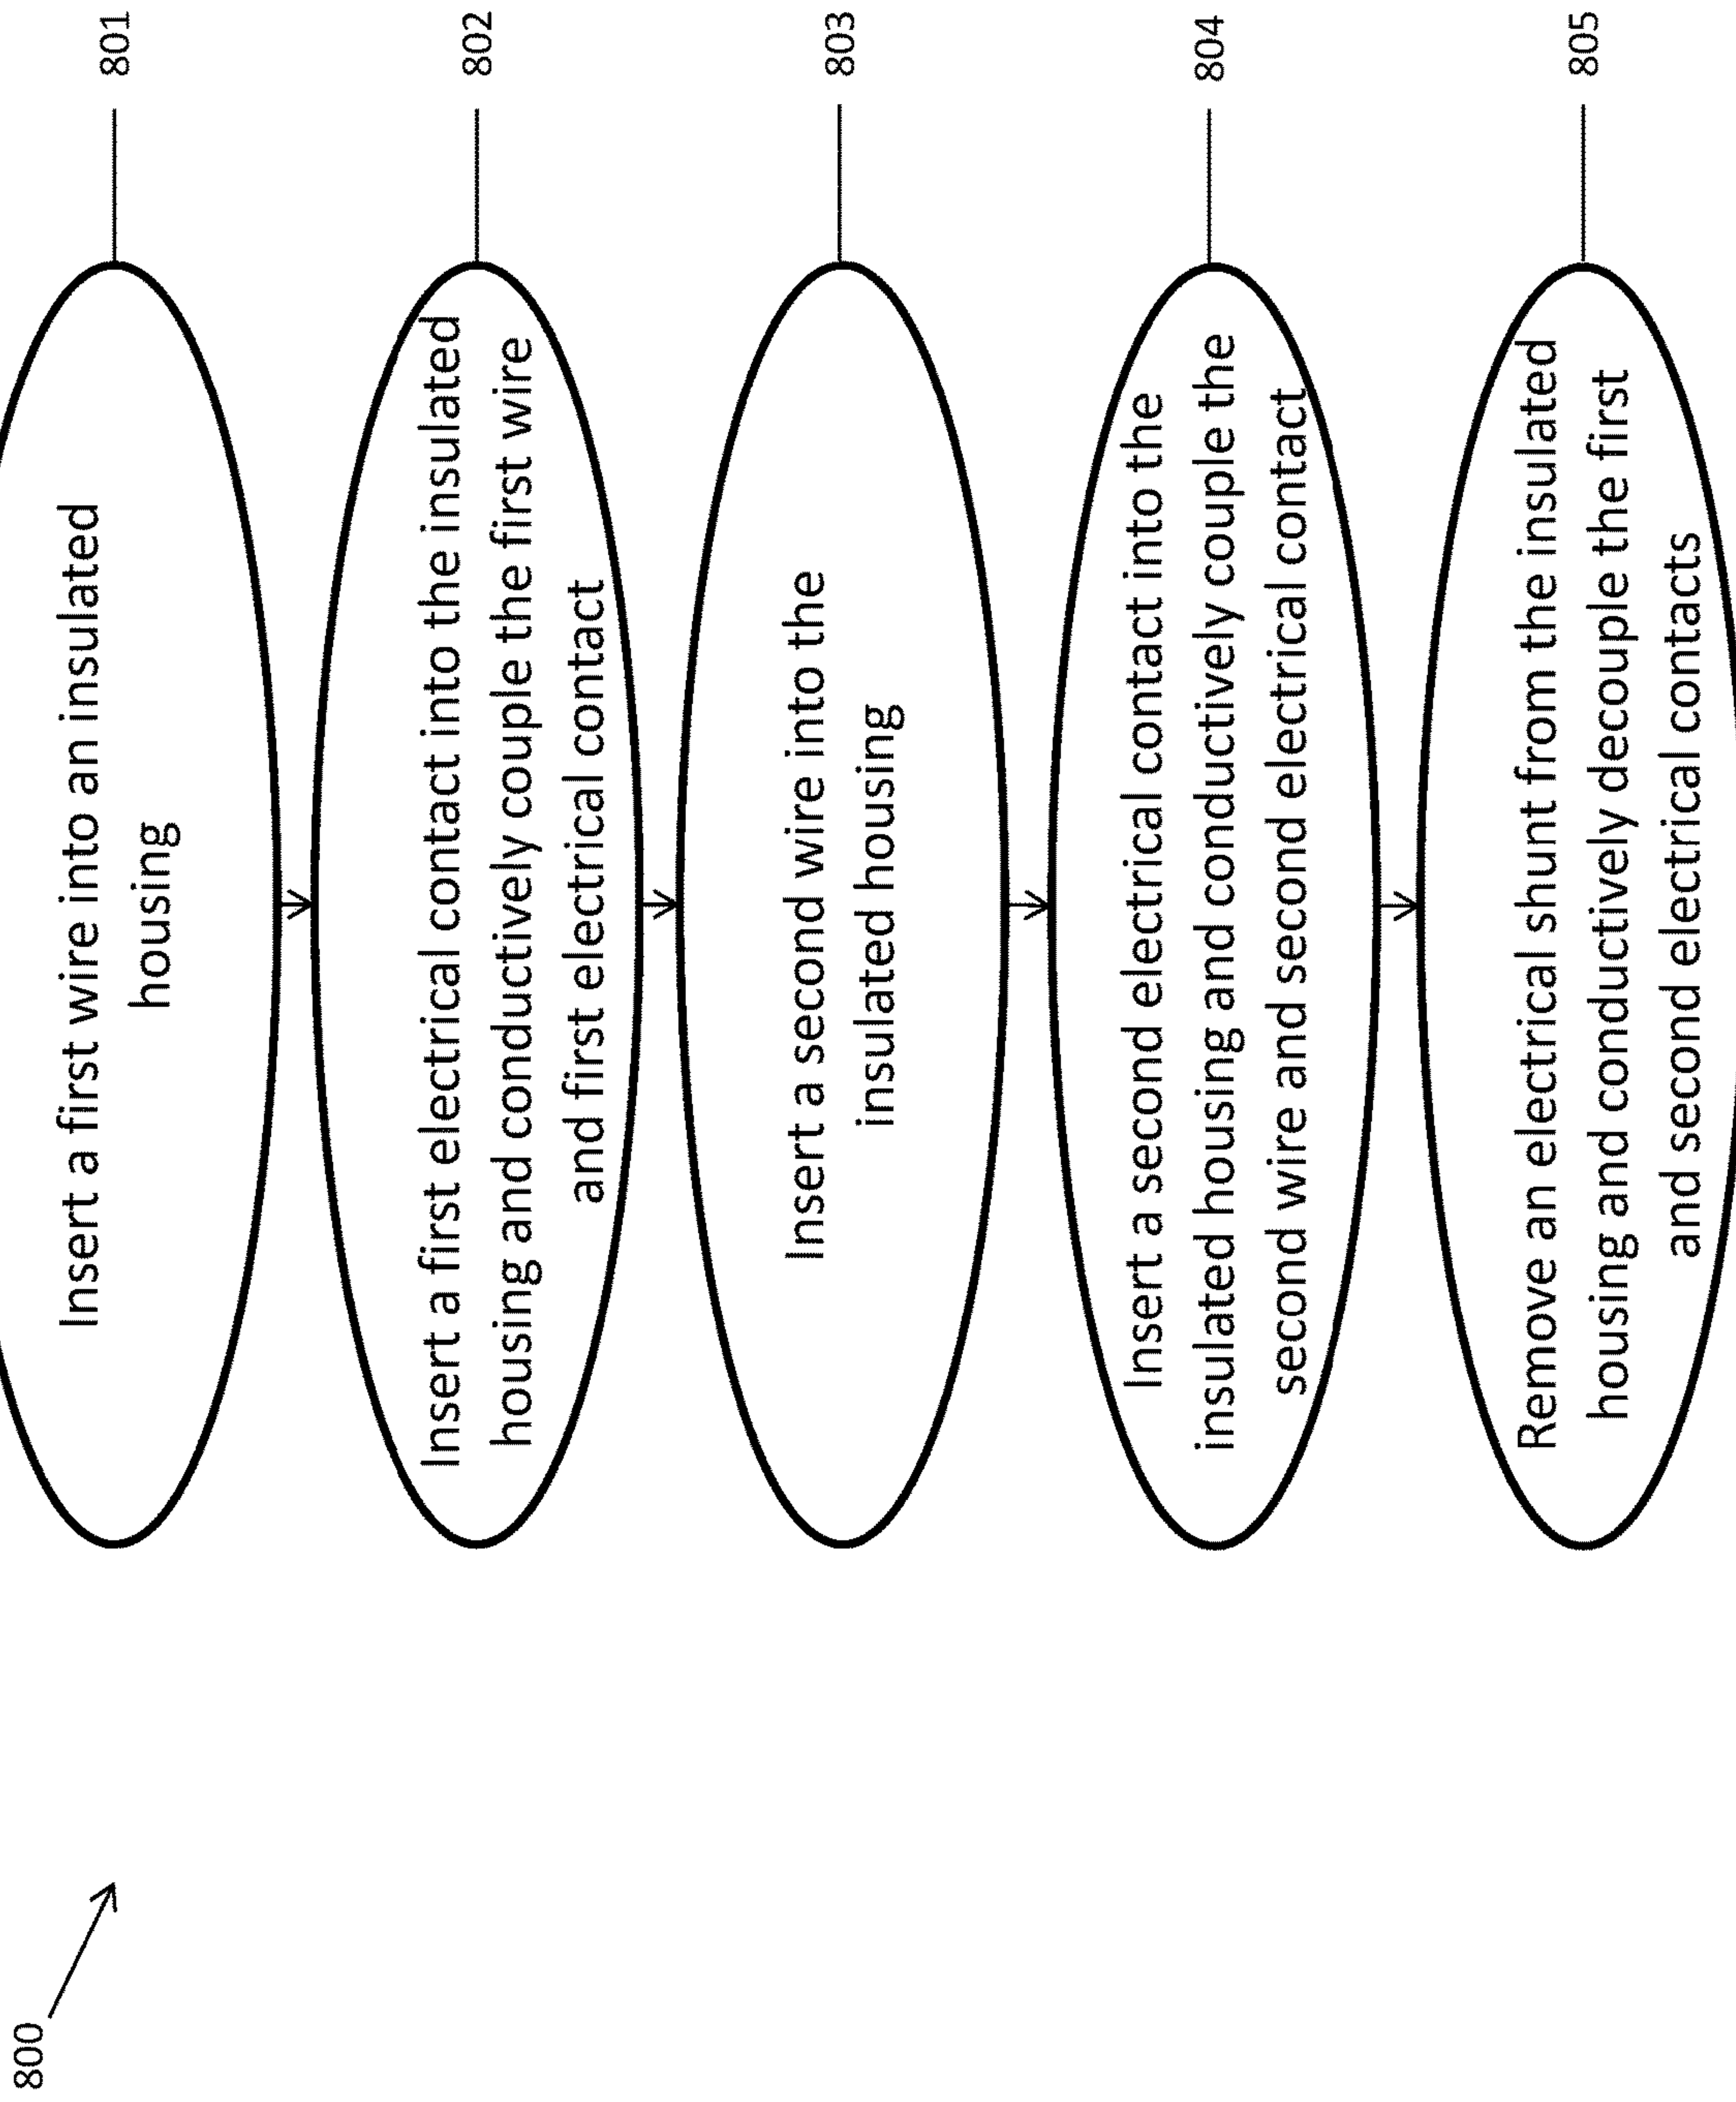 800
Insert a first wire into an insulated
housing
801
Insert a first electrical contact into the insulated
housing and conductively couple the first wire
and first electrical contact
802
Insert a second wire into the
insulated housing
803
Insert a second electrical contact into the
insulated housing and conductively couple the
second wire and second electrical contact
804
Remove an electrical shunt from the insulated
housing and conductively decouple the first
and second electrical contacts
805